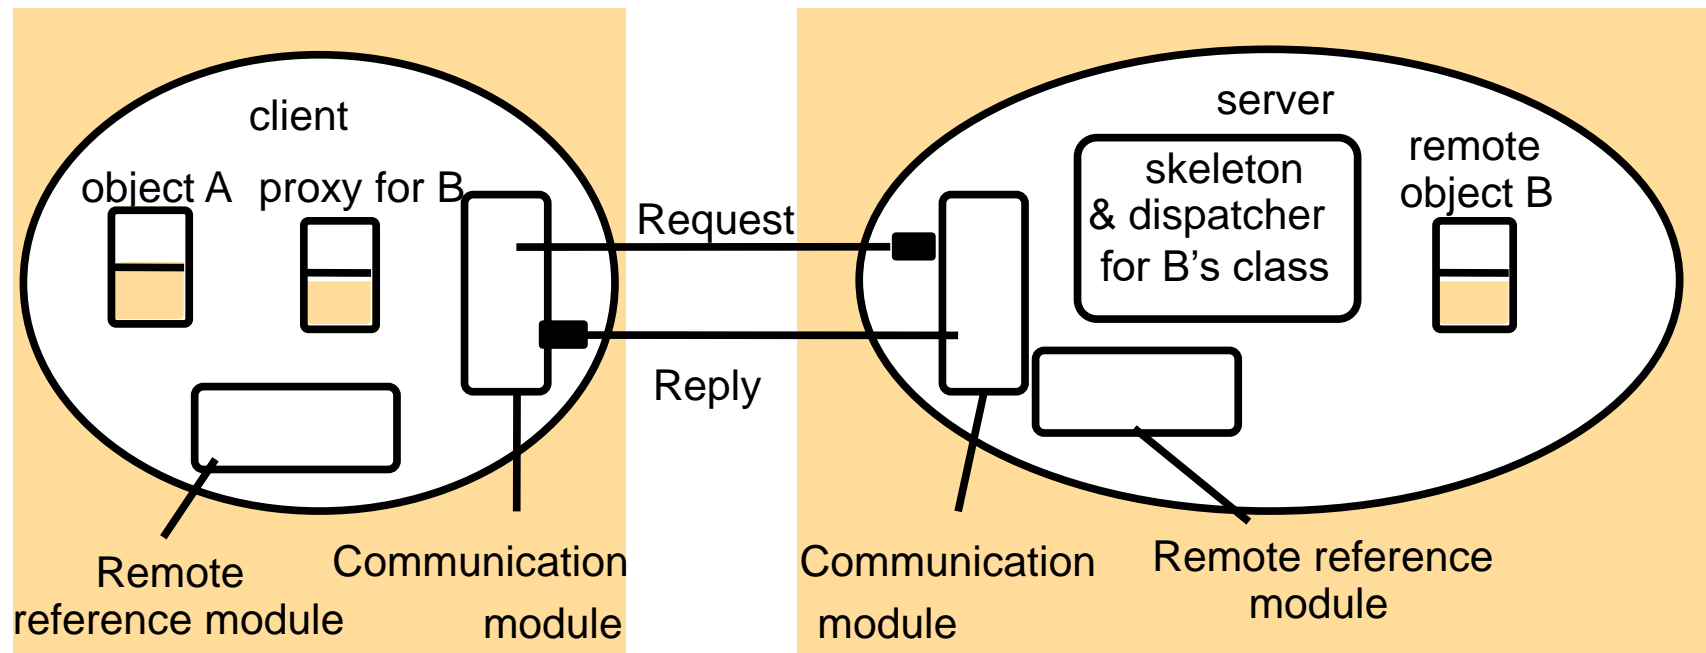 client
object A
proxy for B
Request
Reply
Remote
reference module
Communication
module
server
skeleton
& dispatcher
for B’s class
remote
object B
Communication
module
Remote reference
module